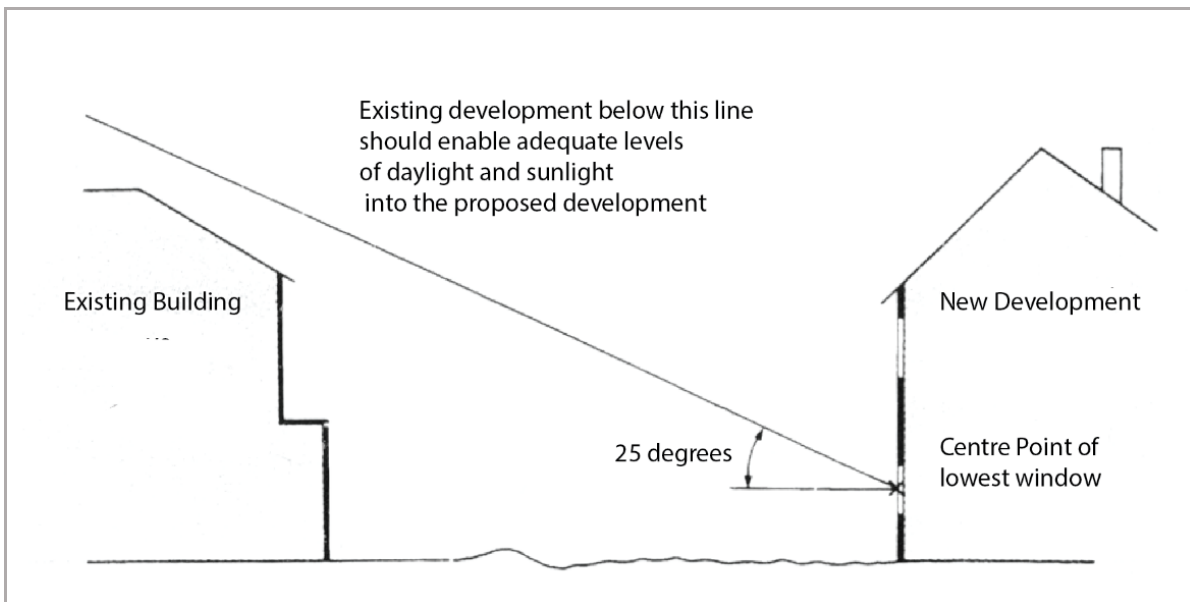 Existing development below this line
should enable adequate levels
of daylight and sunlight
into the proposed development
Existing Building
New Development
25 degrees
Centre Point of
lowest window